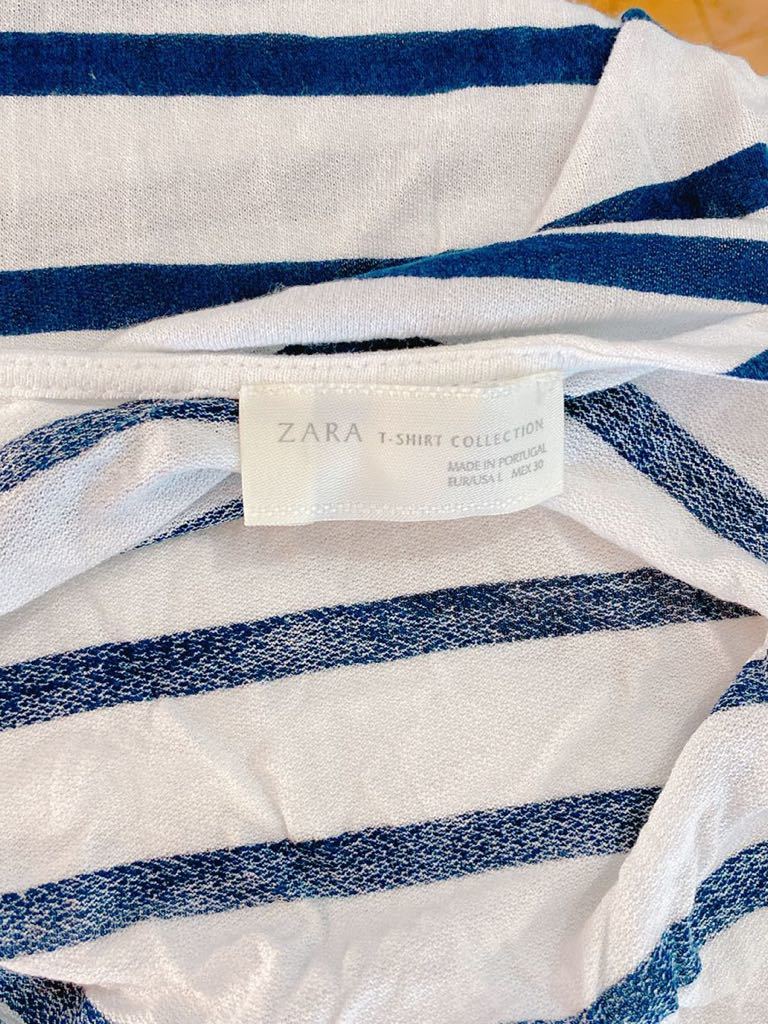 ZARA T-SHIRT COLLECTION
MADE IN PORTUGAL
EUR/USA L MEX 30